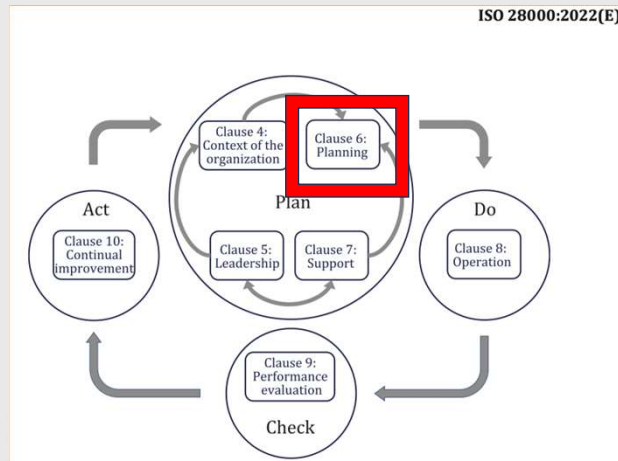 ISO 28000:2022(E)
Clause 4:
Context of the
organization
Clause 6:
Planning
Plan
Clause 5:
Leadership
Clause 7:
Support
Act
Clause 10:
Continual
improvement
Do
Clause 8:
Operation
Clause 9:
Performance
evaluation
Check